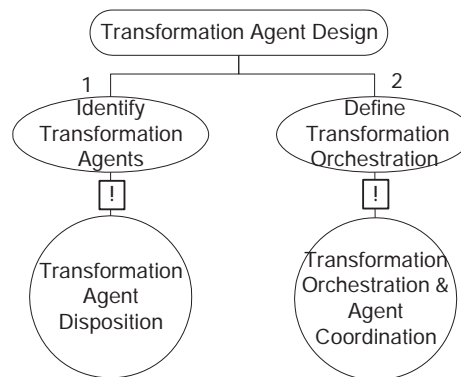 Transformation Agent Design
1
Identify
Transformation
Agents
2
Define
Transformation
Orchestration
!
!
Transformation
Agent
Disposition
Transformation
Orchestration &
Agent
Coordination